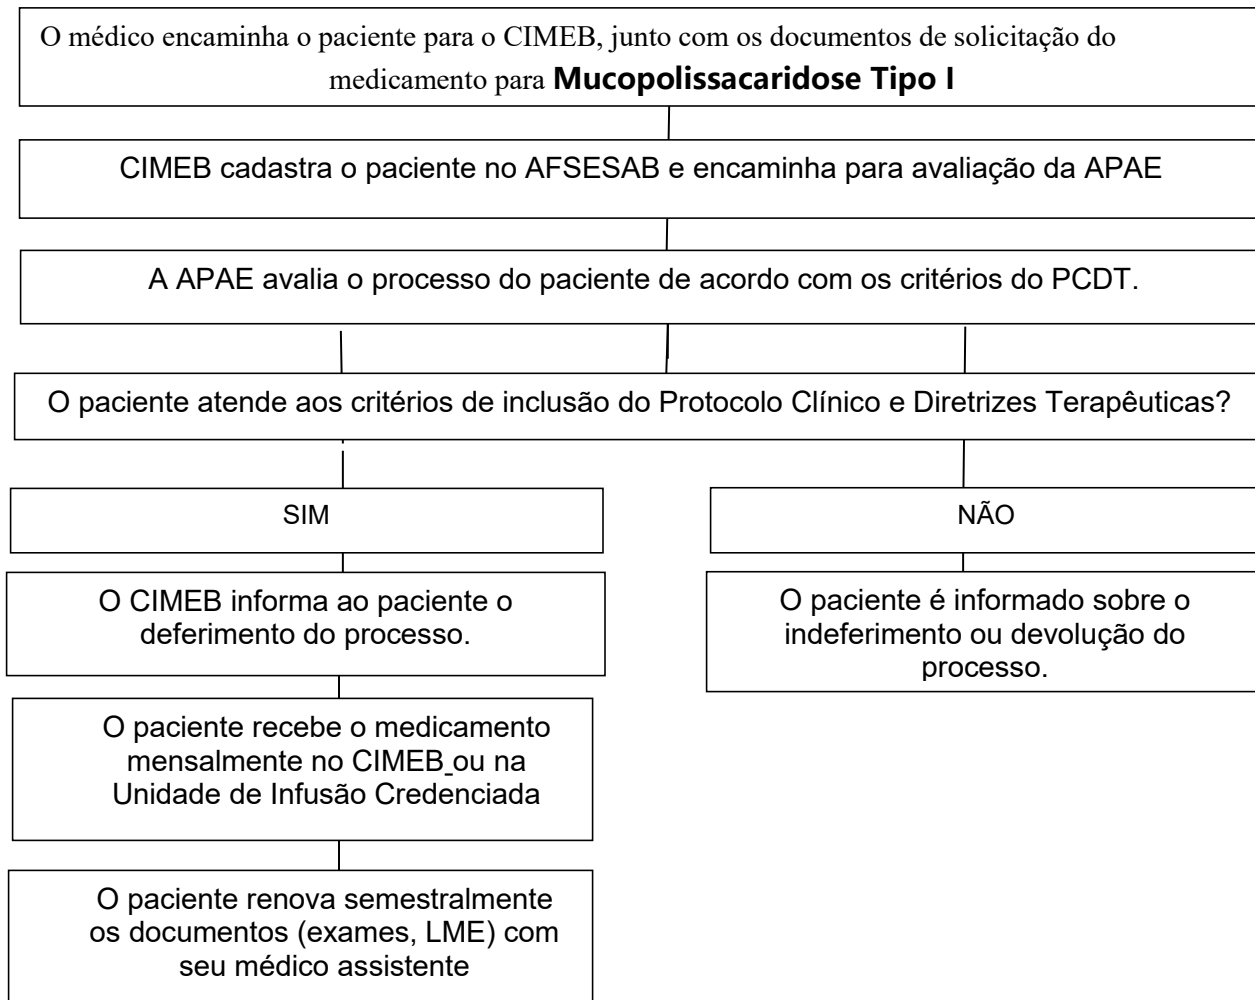 O médico encaminha o paciente para o CIMEB, junto com os documentos de solicitação do
medicamento para Mucopolissacaridose Tipo I
CIMEB cadastra o paciente no AFSESAB e encaminha para avaliação da APAE
A APAE avalia o processo do paciente de acordo com os critérios do PCDT.
O paciente atende aos critérios de inclusão do Protocolo Clínico e Diretrizes Terapêuticas?
SIM
NÃO
O CIMEB informa ao paciente o
deferimento do processo.
O paciente é informado sobre o
indeferimento ou devolução do
processo.
O paciente recebe o medicamento
mensalmente no CIMEB ou na
Unidade de Infusão Credenciada
O paciente renova semestralmente
os documentos (exames, LME) com
seu médico assistente